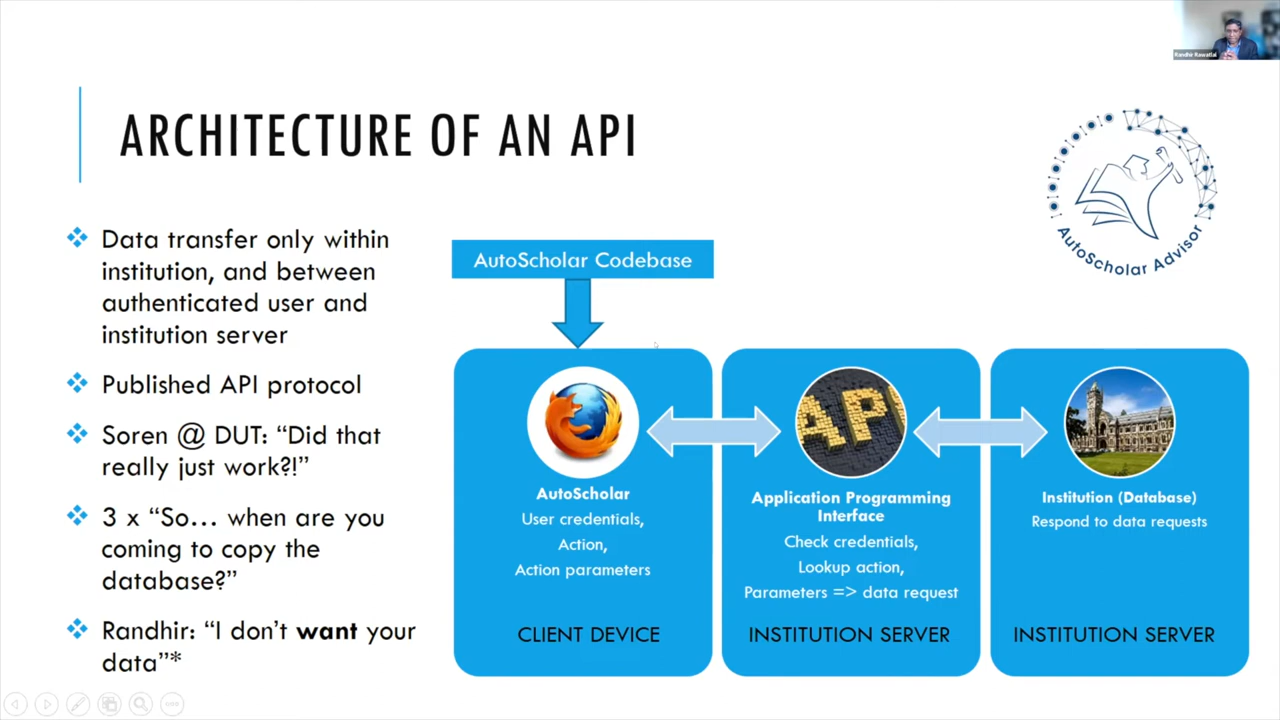 Randhir Rawatlal
ARCHITECTURE OF AN API
AutoScholar Advisor
Data transfer only within
institution, and between
authenticated user and
institution server
Published API protocol
Soren @ DUT: “Did that
really just work?!”
3 x “So… when are you
coming to copy the
database?”
Randhir: “I don’t want your
data”*
AutoScholar Codebase
AutoScholar
User credentials,
Action,
Action parameters
CLIENT DEVICE
API
Application Programming
Interface
Check credentials,
Lookup action,
Parameters => data request
INSTITUTION SERVER
Institution (Database)
Respond to data requests
INSTITUTION SERVER